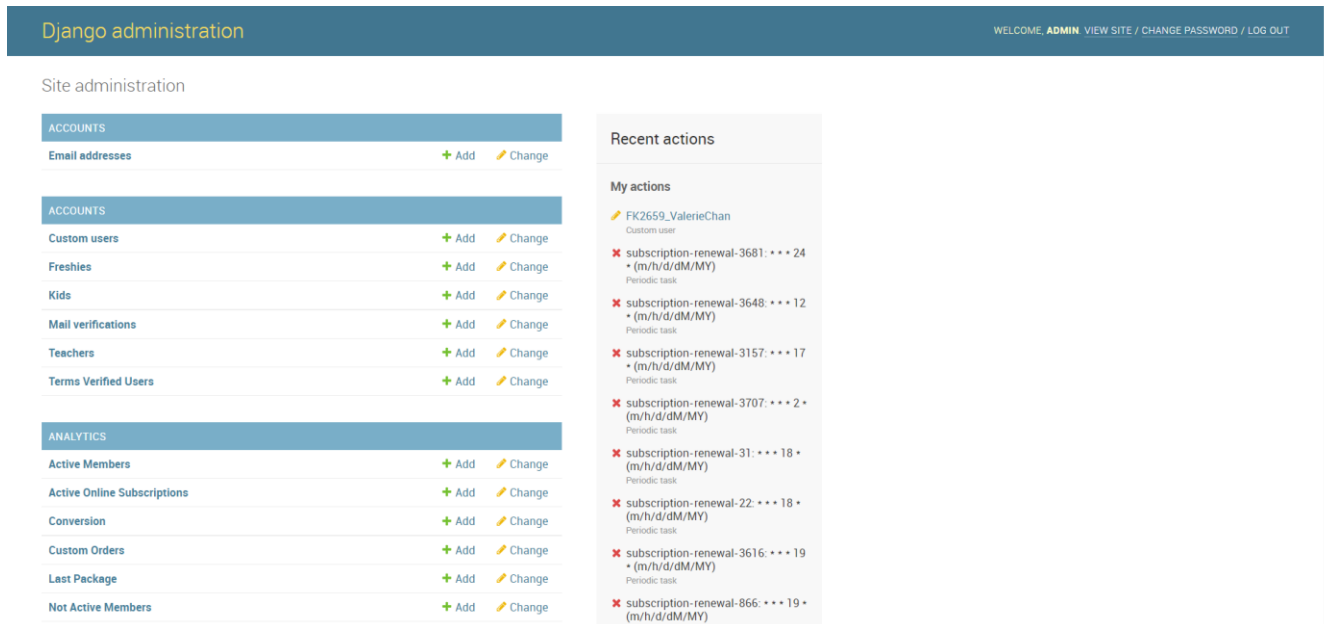 Django administration
WELCOME, ADMIN. VIEW SITE / CHANGE PASSWORD / LOG OUT
Site administration
ACCOUNTS
Email addresses + Add Change
ACCOUNTS
Custom users + Add Change
Freshies + Add Change
Kids + Add Change
Mail verifications + Add Change
Teachers + Add Change
Terms Verified Users + Add Change
ANALYTICS
Active Members + Add Change
Active Online Subscriptions + Add Change
Conversion + Add Change
Custom Orders + Add Change
Last Package + Add Change
Not Active Members + Add Change
Recent actions
My actions
FK2659_ValerieChan
Custom user
subscription-renewal-3681: * * * 24
* (m/h/d/dM/MY)
Periodic task
subscription-renewal-3648: * * * 12
* (m/h/d/dM/MY)
Periodic task
subscription-renewal-3157: * * * 17
* (m/h/d/dM/MY)
Periodic task
subscription-renewal-3707: * * * 2 *
(m/h/d/dM/MY)
Periodic task
subscription-renewal-31: * * * 18 *
(m/h/d/dM/MY)
Periodic task
subscription-renewal-22: * * * 18 *
(m/h/d/dM/MY)
Periodic task
subscription-renewal-3616: * * * 19
* (m/h/d/dM/MY)
Periodic task
subscription-renewal-866: * * * 19 *
(m/h/d/dM/MY)